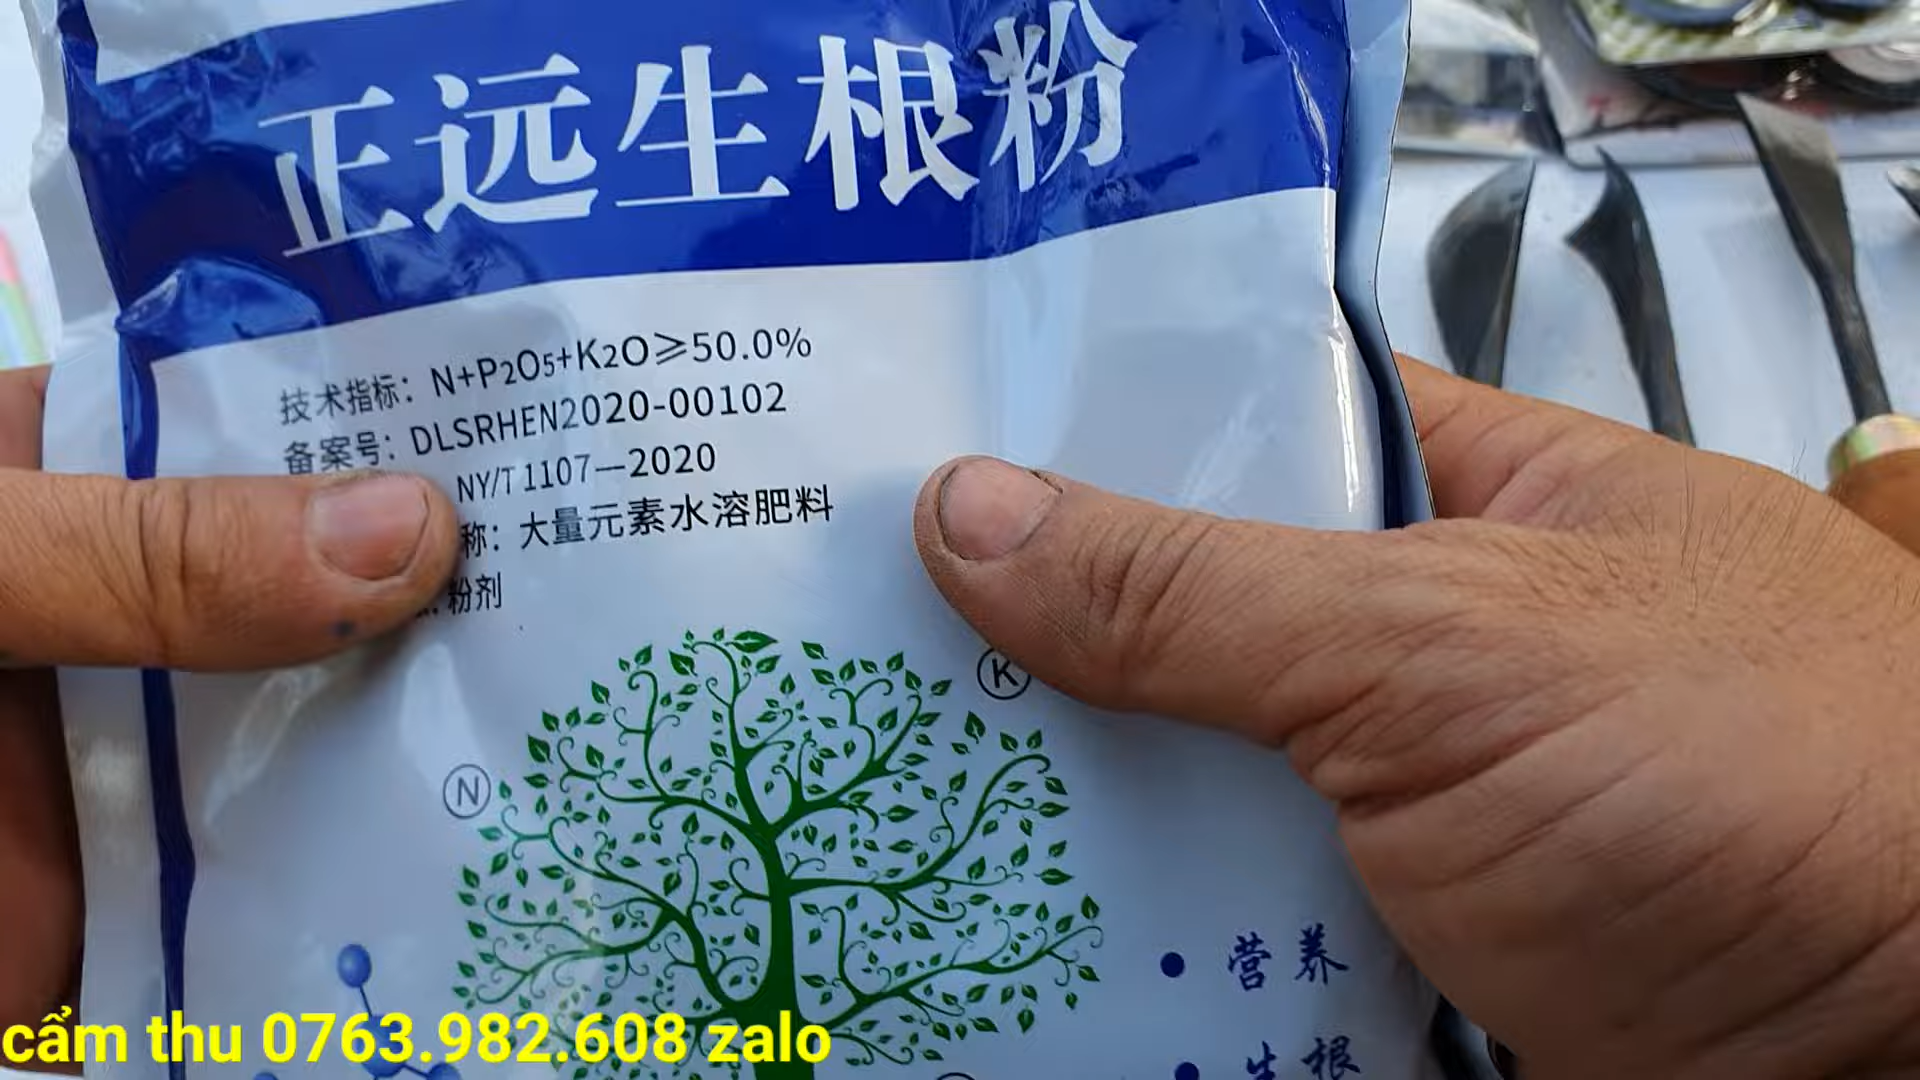 正远生根粉
技术指标：N+P2O5+K2O≥50.0%
备案号：DLSRHEN2020-00102
NY/T 1107—2020
称：大量元素水溶肥料
粉剂
K
N
● 营养
● 生根
cẩm thu 0763.982.608 zalo